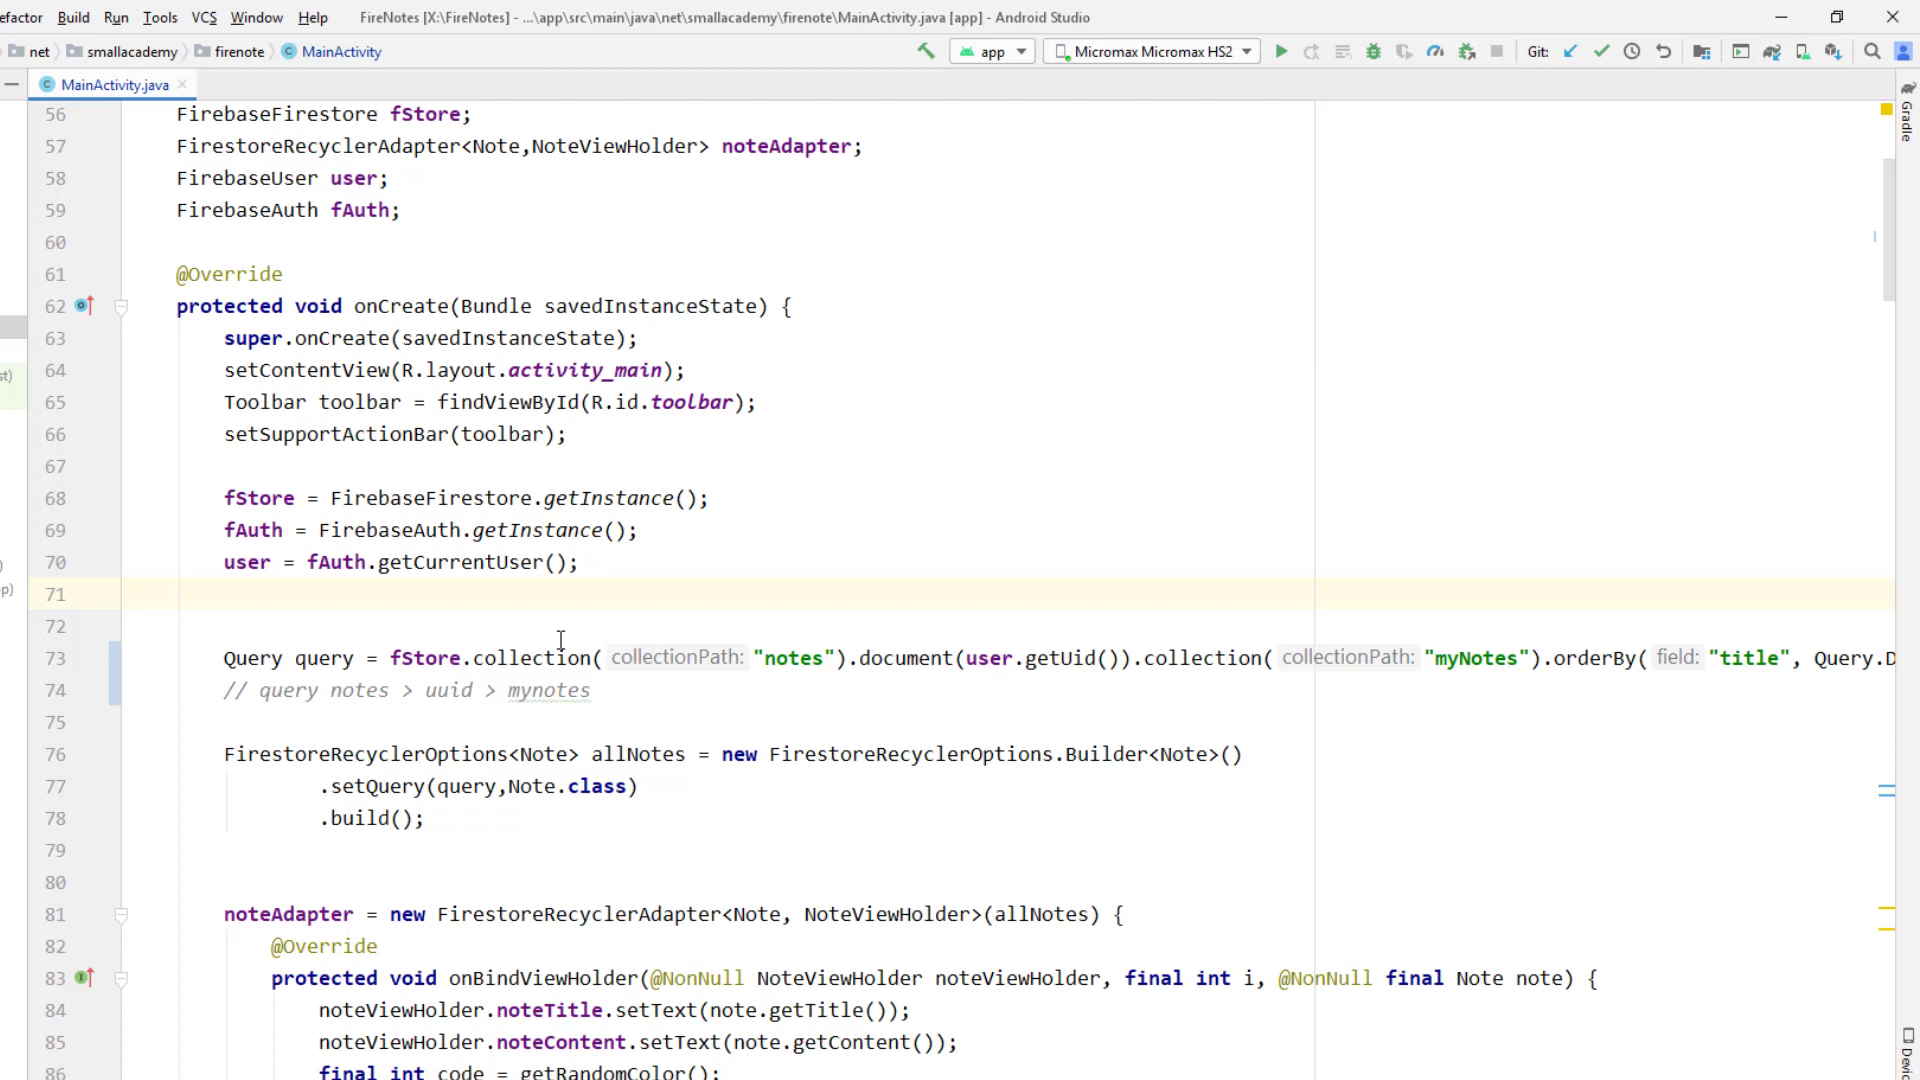 efactor Build Run Tools VCS Window Help FireNotes [X:\FireNotes] - ...\app\src\main\java\net\smallacademy\firenote\MainActivity.java [app] - Android Studio
net smallacademy firenote MainActivity app Micromax Micromax HS2 Git:
MainActivity.java
Gradle
56 FirebaseFirestore fStore;
57 FirestoreRecyclerAdapter<Note,NoteViewHolder> noteAdapter;
58 FirebaseUser user;
59 FirebaseAuth fAuth;
60
61 @Override
62 protected void onCreate(Bundle savedInstanceState) {
63 super.onCreate(savedInstanceState);
64 setContentView(R.layout.activity_main);
65 Toolbar toolbar = findViewById(R.id.toolbar);
66 setSupportActionBar(toolbar);
67
68 fStore = FirebaseFirestore.getInstance();
69 fAuth = FirebaseAuth.getInstance();
70 user = fAuth.getCurrentUser();
71
72
73 Query query = fStore.collection( collectionPath: "notes").document(user.getUid()).collection( collectionPath: "myNotes").orderBy( field: "title", Query.D
74 // query notes > uuid > mynotes
75
76 FirestoreRecyclerOptions<Note> allNotes = new FirestoreRecyclerOptions.Builder<Note>()
77 .setQuery(query,Note.class)
78 .build();
79
80
81 noteAdapter = new FirestoreRecyclerAdapter<Note, NoteViewHolder>(allNotes) {
82 @Override
83 protected void onBindViewHolder(@NonNull NoteViewHolder noteViewHolder, final int i, @NonNull final Note note) {
84 noteViewHolder.noteTitle.setText(note.getTitle());
85 noteViewHolder.noteContent.setText(note.getContent());
86 final int code = getRandomColor();